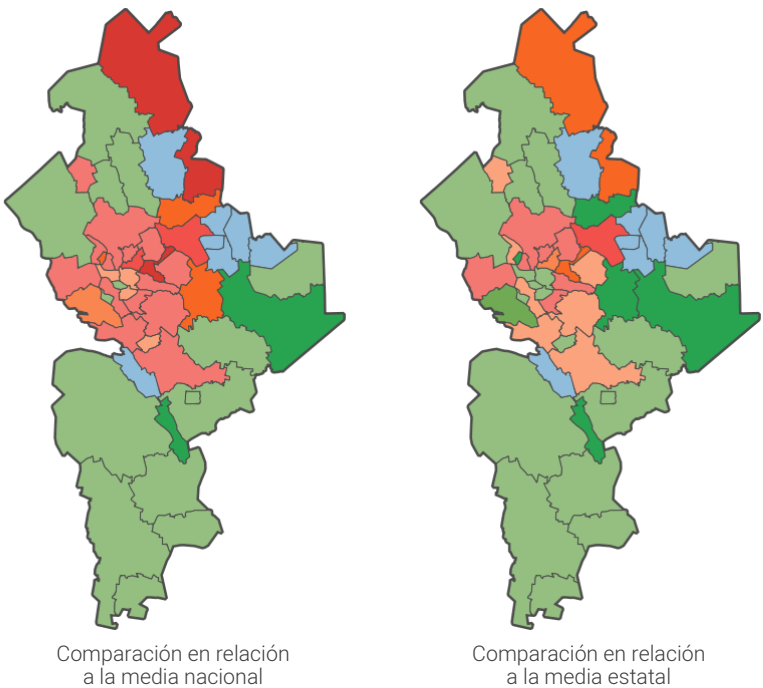 Comparación en relación
a la media nacional
Comparación en relación
a la media estatal